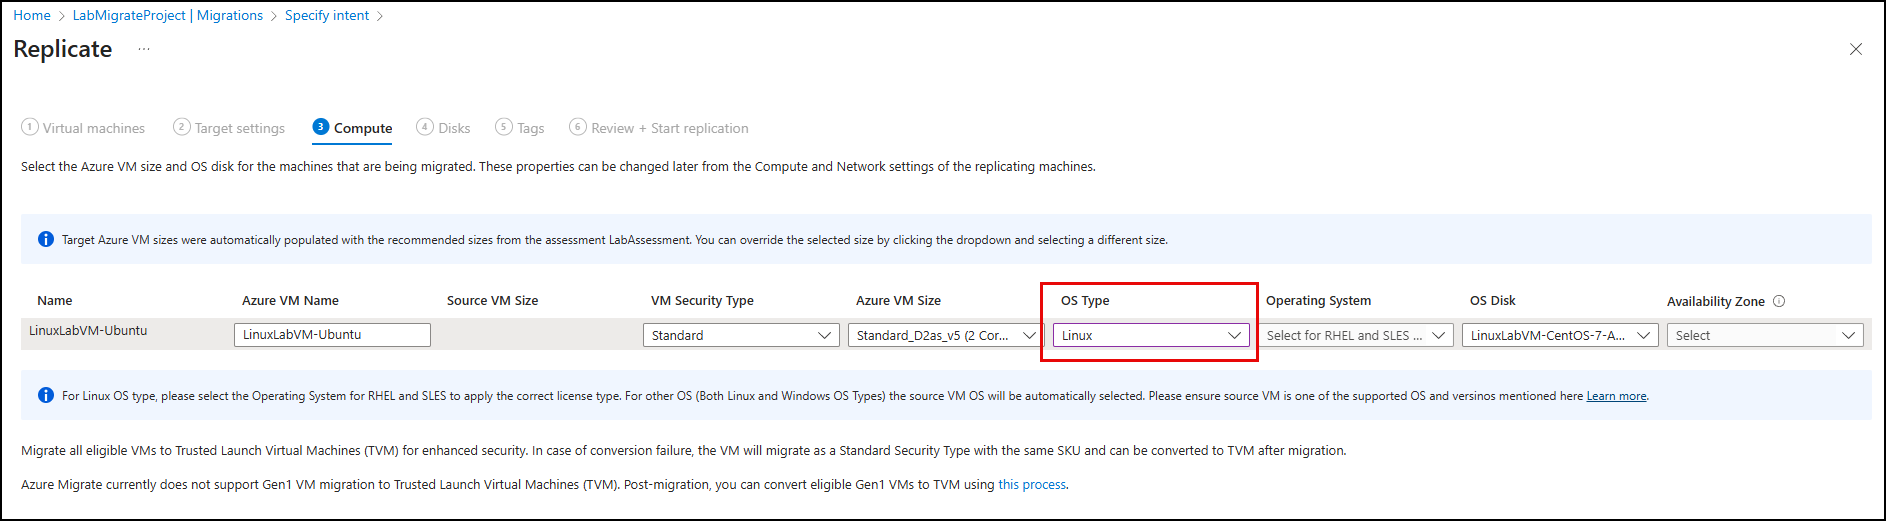 Home > LabMigrateProject | Migrations > Specify intent >
Replicate ...
1 Virtual machines 2 Target settings 3 Compute 4 Disks 5 Tags 6 Review + Start replication
Select the Azure VM size and OS disk for the machines that are being migrated. These properties can be changed later from the Compute and Network settings of the replicating machines.
Target Azure VM sizes were automatically populated with the recommended sizes from the assessment LabAssessment. You can override the selected size by clicking the dropdown and selecting a different size.
Name Azure VM Name Source VM Size VM Security Type Azure VM Size OS Type Operating System OS Disk Availability Zone
LinuxLabVM-Ubuntu LinuxLabVM-Ubuntu Standard Standard_D2as_v5 (2 Cor... Linux Select for RHEL and SLES ... LinuxLabVM-CentOS-7-A... Select
For Linux OS type, please select the Operating System for RHEL and SLES to apply the correct license type. For other OS (Both Linux and Windows OS Types) the source VM OS will be automatically selected. Please ensure source VM is one of the supported OS and versinos mentioned here Learn more.
Migrate all eligible VMs to Trusted Launch Virtual Machines (TVM) for enhanced security. In case of conversion failure, the VM will migrate as a Standard Security Type with the same SKU and can be converted to TVM after migration.
Azure Migrate currently does not support Gen1 VM migration to Trusted Launch Virtual Machines (TVM). Post-migration, you can convert eligible Gen1 VMs to TVM using this process.